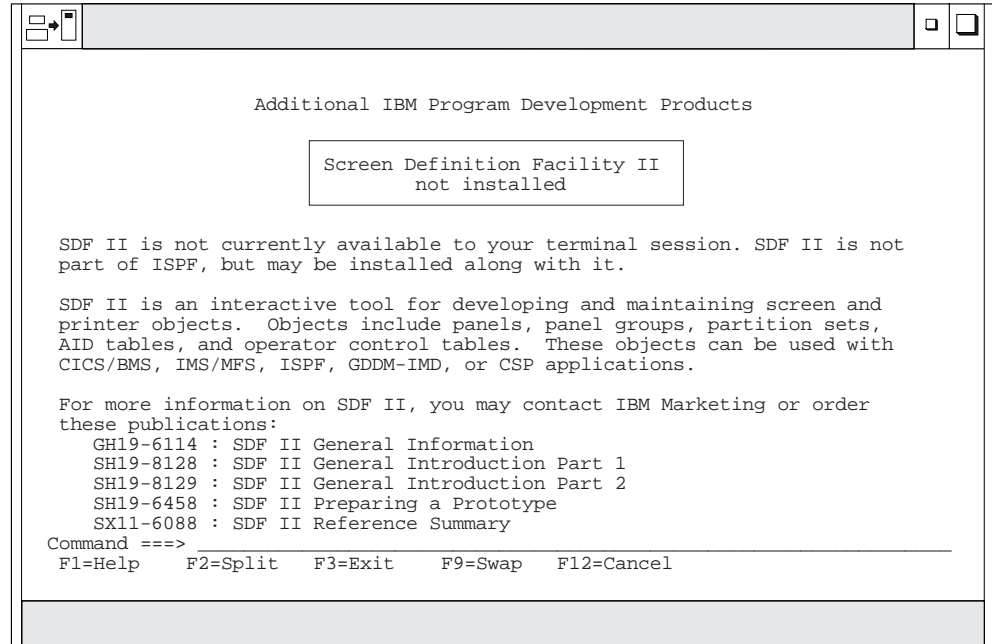 Additional IBM Program Development Products
Screen Definition Facility II
not installed
SDF II is not currently available to your terminal session. SDF II is not
part of ISPF, but may be installed along with it.
SDF II is an interactive tool for developing and maintaining screen and
printer objects.  Objects include panels, panel groups, partition sets,
AID tables, and operator control tables.  These objects can be used with
CICS/BMS, IMS/MFS, ISPF, GDDM-IMD, or CSP applications.
For more information on SDF II, you may contact IBM Marketing or order
these publications:
GH19-6114 : SDF II General Information
SH19-8128 : SDF II General Introduction Part 1
SH19-8129 : SDF II General Introduction Part 2
SH19-6458 : SDF II Preparing a Prototype
SX11-6088 : SDF II Reference Summary
Command ===> ________________________________________________________________
F1=Help    F2=Split   F3=Exit    F9=Swap   F12=Cancel